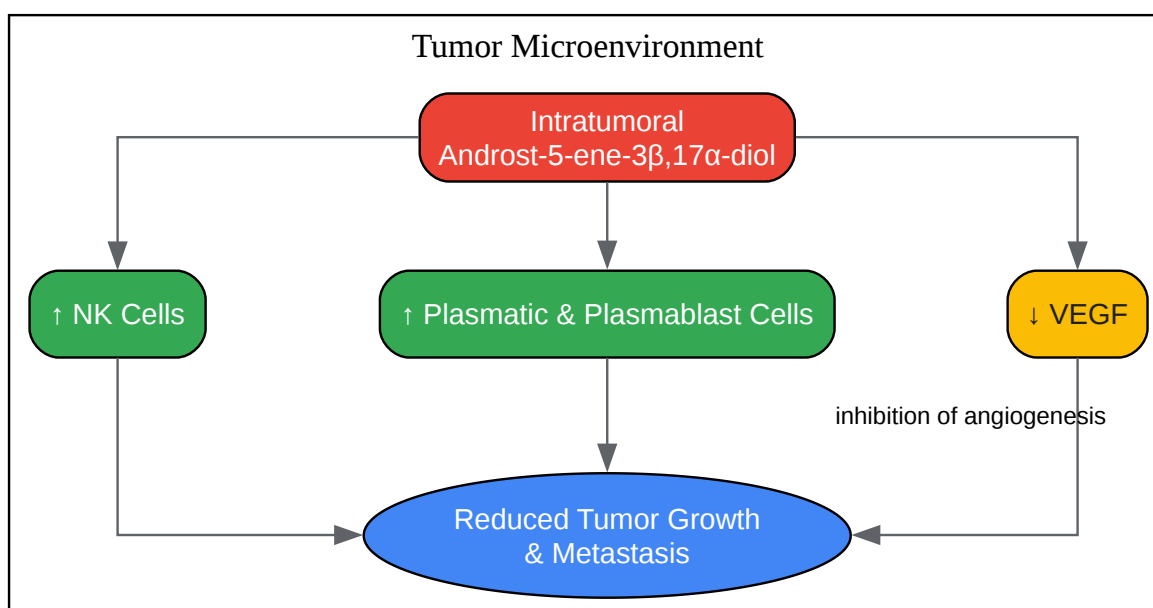 Tumor Microenvironment
Intratumoral
Androst-5-ene-3β,17α-diol
↑ NK Cells
↑ Plasmatic & Plasmablast Cells
↓ VEGF
inhibition of angiogenesis
Reduced Tumor Growth
& Metastasis